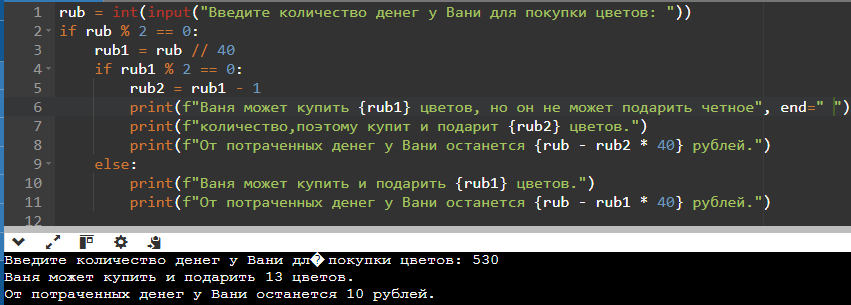 1 rub = int(input("Введите количество денег у Вани для покупки цветов: "))
2 if rub % 2 == 0:
3 rub1 = rub // 40
4 if rub1 % 2 == 0:
5 rub2 = rub1 - 1
6 print(f"Ваня может купить {rub1} цветов, но он не может подарить четное", end=" ")
7 print(f"количество,поэтому купит и подарит {rub2} цветов.")
8 print(f"От потраченных денег у Вани останется {rub - rub2 * 40} рублей.")
9 else:
10 print(f"Ваня может купить и подарить {rub1} цветов.")
11 print(f"От потраченных денег у Вани останется {rub - rub1 * 40} рублей.")
12
Введите количество денег у Вани дл�покупки цветов: 530
Ваня может купить и подарить 13 цветов.
От потраченных денег у Вани останется 10 рублей.